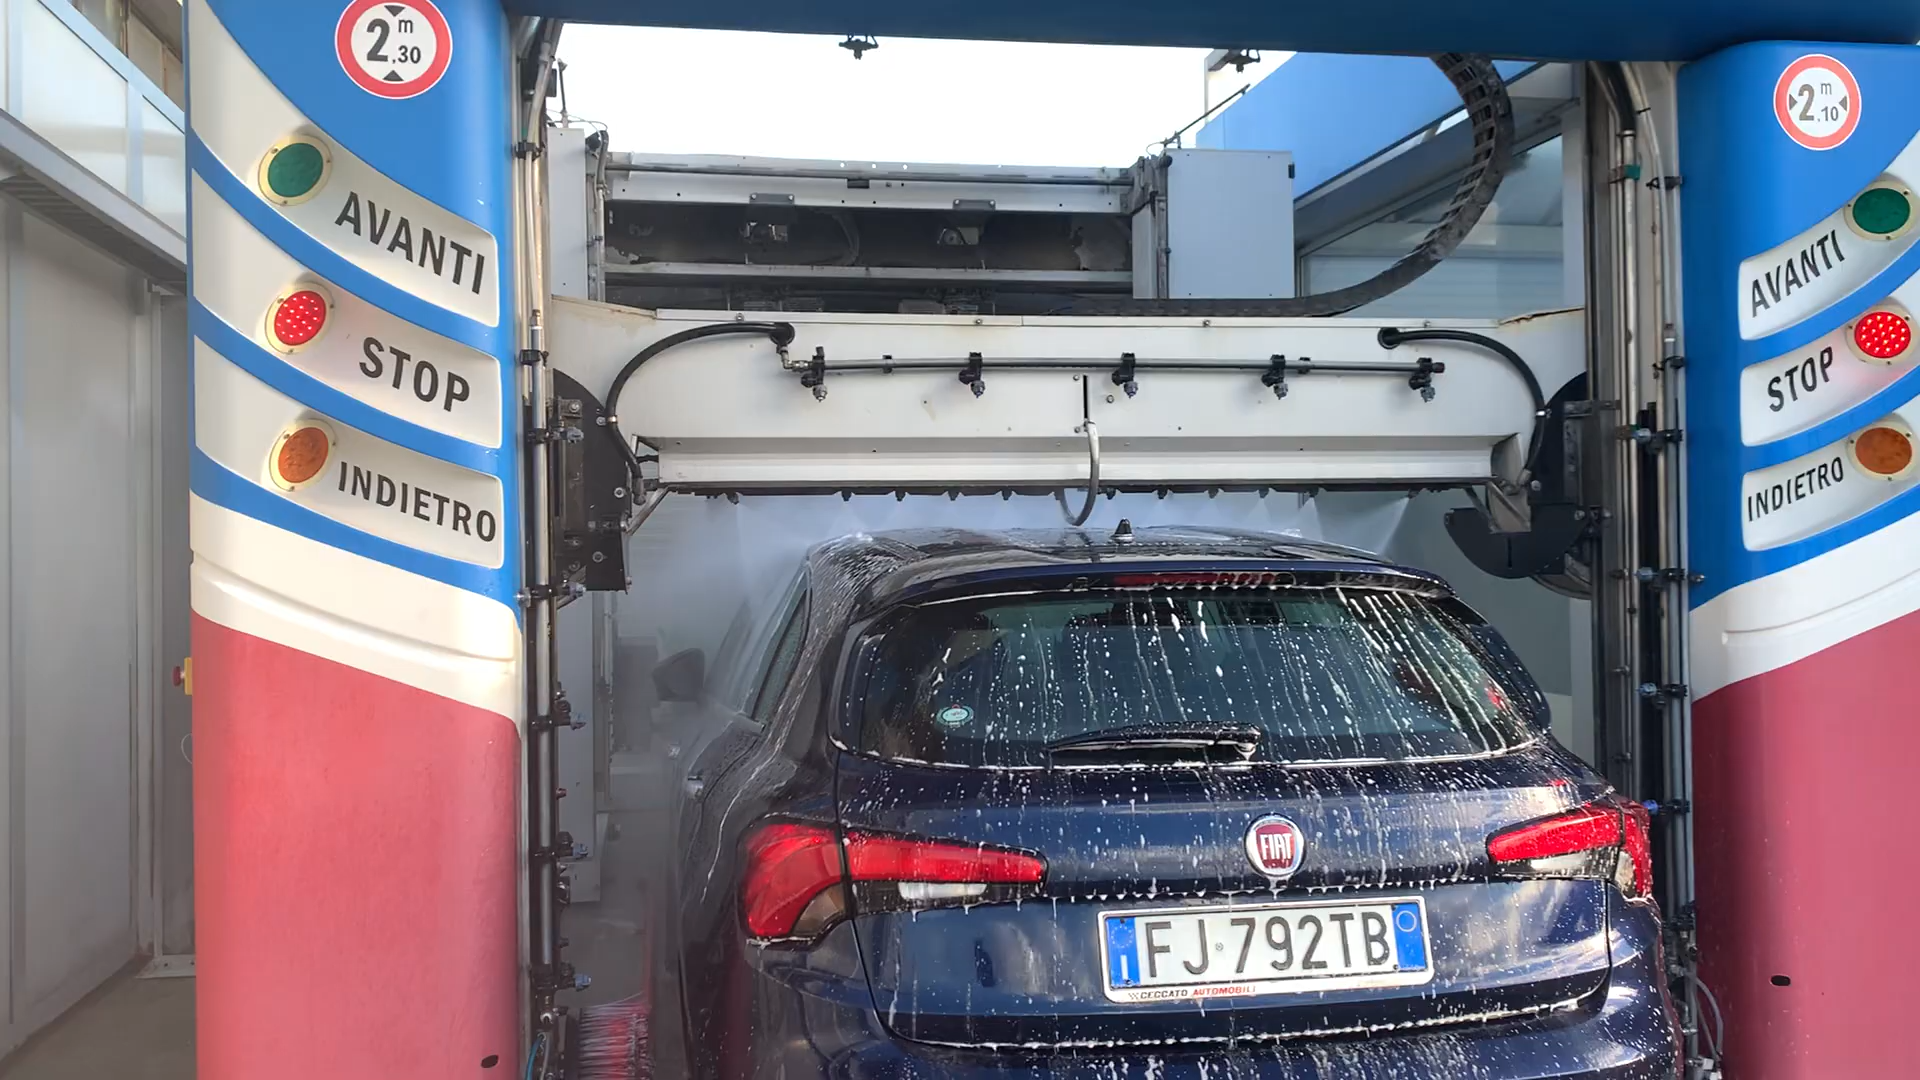 2 m ,30
AVANTI
STOP
INDIETRO
2 m .10
AVANTI
STOP
INDIETRO
FIAT
I FJ 792TB
CECCATO AUTOMOBILI